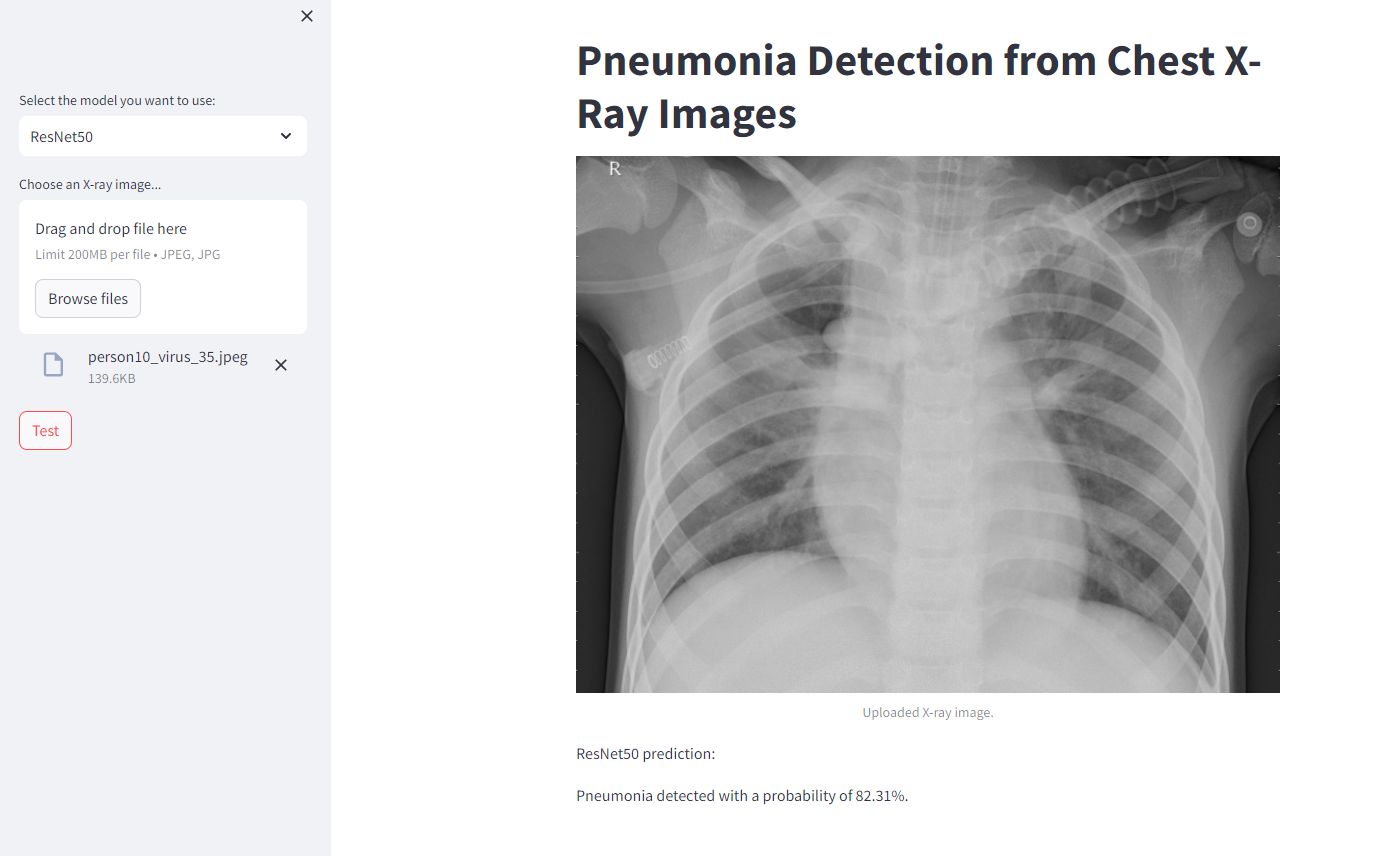 Select the model you want to use:
ResNet50
Choose an X-ray image...
Drag and drop file here
Limit 200MB per file • JPEG, JPG
Browse files
person10_virus_35.jpeg
139.6KB
Test
Pneumonia Detection from Chest X-
Ray Images
R
Uploaded X-ray image.
ResNet50 prediction:
Pneumonia detected with a probability of 82.31%.